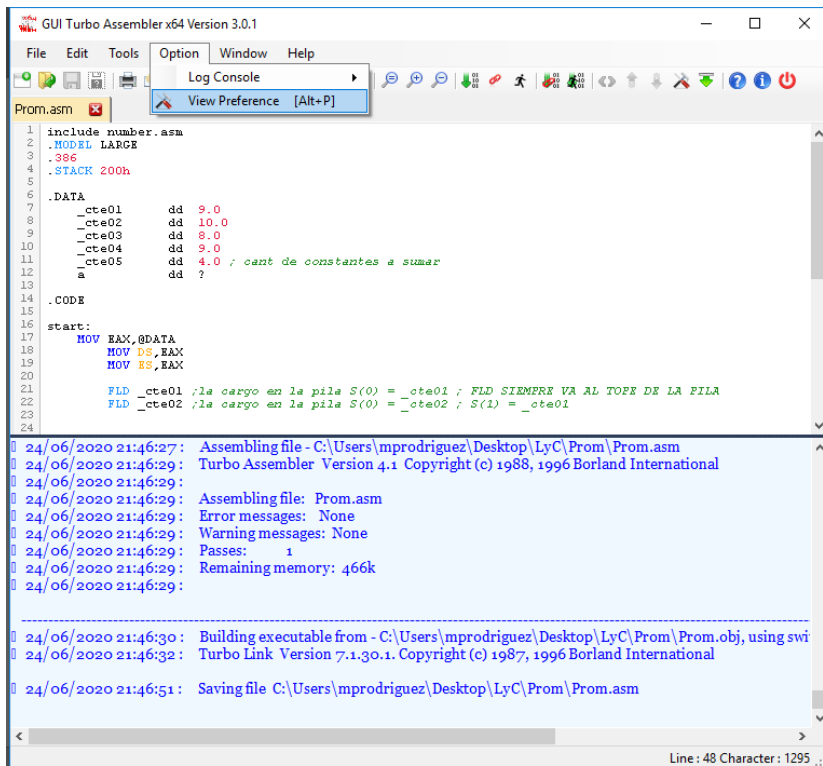 GUI Turbo Assembler x64 Version 3.0.1
File Edit Tools Option Window Help
Log Console
View Preference [Alt+P]
Prom.asm
1 include number.asm
2 .MODEL LARGE
3 .386
4 .STACK 200h
5
6 .DATA
7 _cte01 dd 9.0
8 _cte02 dd 10.0
9 _cte03 dd 8.0
10 _cte04 dd 9.0
11 _cte05 dd 4.0 ; cant de constantes a sumar
12 a dd ?
13
14 .CODE
15
16 start:
17 MOV EAX,@DATA
18 MOV DS,EAX
19 MOV ES,EAX
20
21 FLD _cte01 ;la cargo en la pila S(0) = _cte01 ; FLD SIEMPRE VA AL TOPE DE LA PILA
22 FLD _cte02 ;la cargo en la pila S(0) = _cte02 ; S(1) = _cte01
23
24
24/06/2020 21:46:27 : Assembling file - C:\Users\mprodriguez\Desktop\LyC\Prom\Prom.asm
24/06/2020 21:46:29 : Turbo Assembler Version 4.1 Copyright (c) 1988, 1996 Borland International
24/06/2020 21:46:29 :
24/06/2020 21:46:29 : Assembling file: Prom.asm
24/06/2020 21:46:29 : Error messages: None
24/06/2020 21:46:29 : Warning messages: None
24/06/2020 21:46:29 : Passes: 1
24/06/2020 21:46:29 : Remaining memory: 466k
24/06/2020 21:46:29 :
24/06/2020 21:46:30 : Building executable from - C:\Users\mprodriguez\Desktop\LyC\Prom\Prom.obj, using swi
24/06/2020 21:46:32 : Turbo Link Version 7.1.30.1. Copyright (c) 1987, 1996 Borland International
24/06/2020 21:46:51 : Saving file C:\Users\mprodriguez\Desktop\LyC\Prom\Prom.asm
Line : 48 Character : 1295